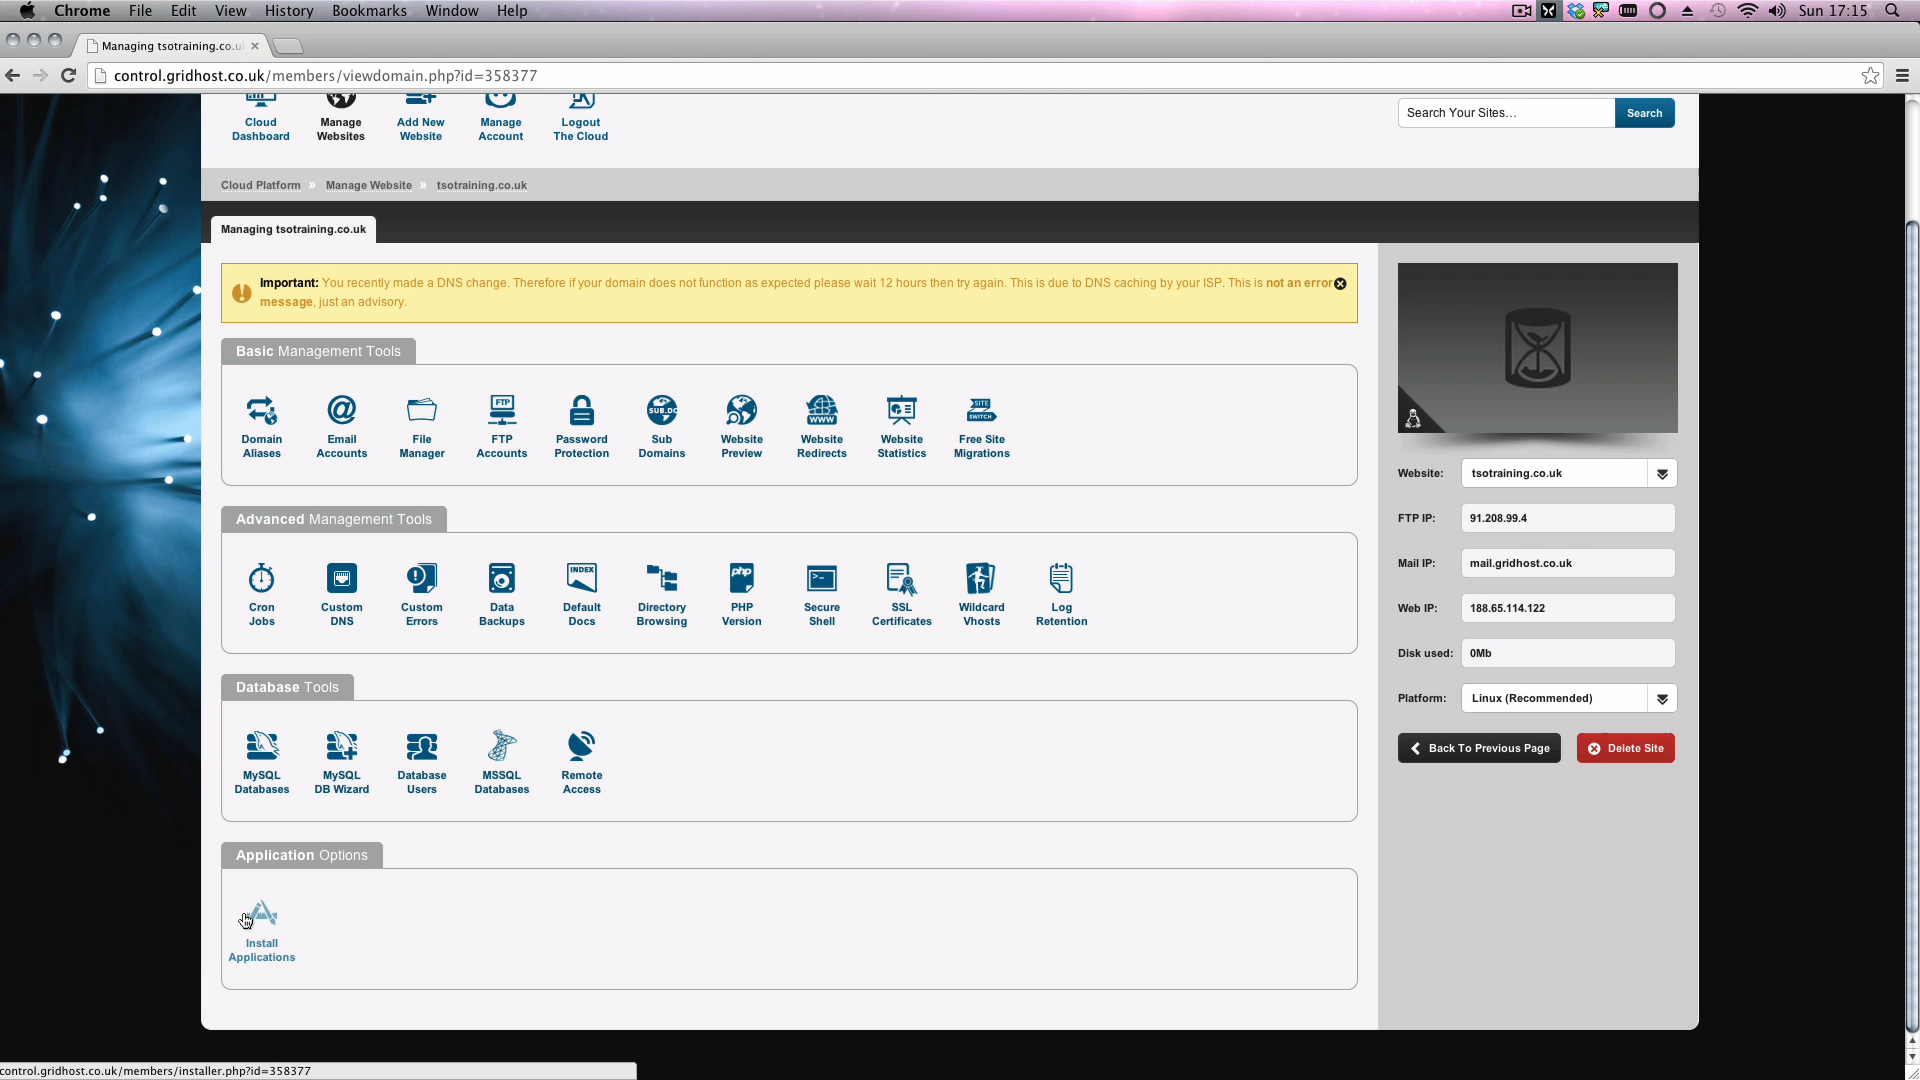 Chrome File Edit View History Bookmarks Window Help Sun 17:15
Managing tsotraining.co.u
control.gridhost.co.uk/members/viewdomain.php?id=358377
Cloud Dashboard
Manage Websites
Add New Website
Manage Account
Logout The Cloud
Search Your Sites... Search
Cloud Platform » Manage Website » tsotraining.co.uk
Managing tsotraining.co.uk
Important: You recently made a DNS change. Therefore if your domain does not function as expected please wait 12 hours then try again. This is due to DNS caching by your ISP. This is not an error
message, just an advisory.
Basic Management Tools
Domain Aliases
Email Accounts
FTP
File Manager
FTP Accounts
Password Protection
SUB.DO
Sub Domains
Website Preview
WWW
Website Redirects
Website Statistics
SITE
SWITCH
Free Site Migrations
Advanced Management Tools
Cron Jobs
Custom DNS
Custom Errors
Data Backups
INDEX
Default Docs
Directory Browsing
php
PHP Version
Secure Shell
SSL Certificates
Wildcard Vhosts
Log Retention
Database Tools
MySQL Databases
MySQL DB Wizard
Database Users
MSSQL Databases
Remote Access
Application Options
Install Applications
Website: tsotraining.co.uk
FTP IP: 91.208.99.4
Mail IP: mail.gridhost.co.uk
Web IP: 188.65.114.122
Disk used: 0Mb
Platform: Linux (Recommended)
Back To Previous Page Delete Site
control.gridhost.co.uk/members/installer.php?id=358377